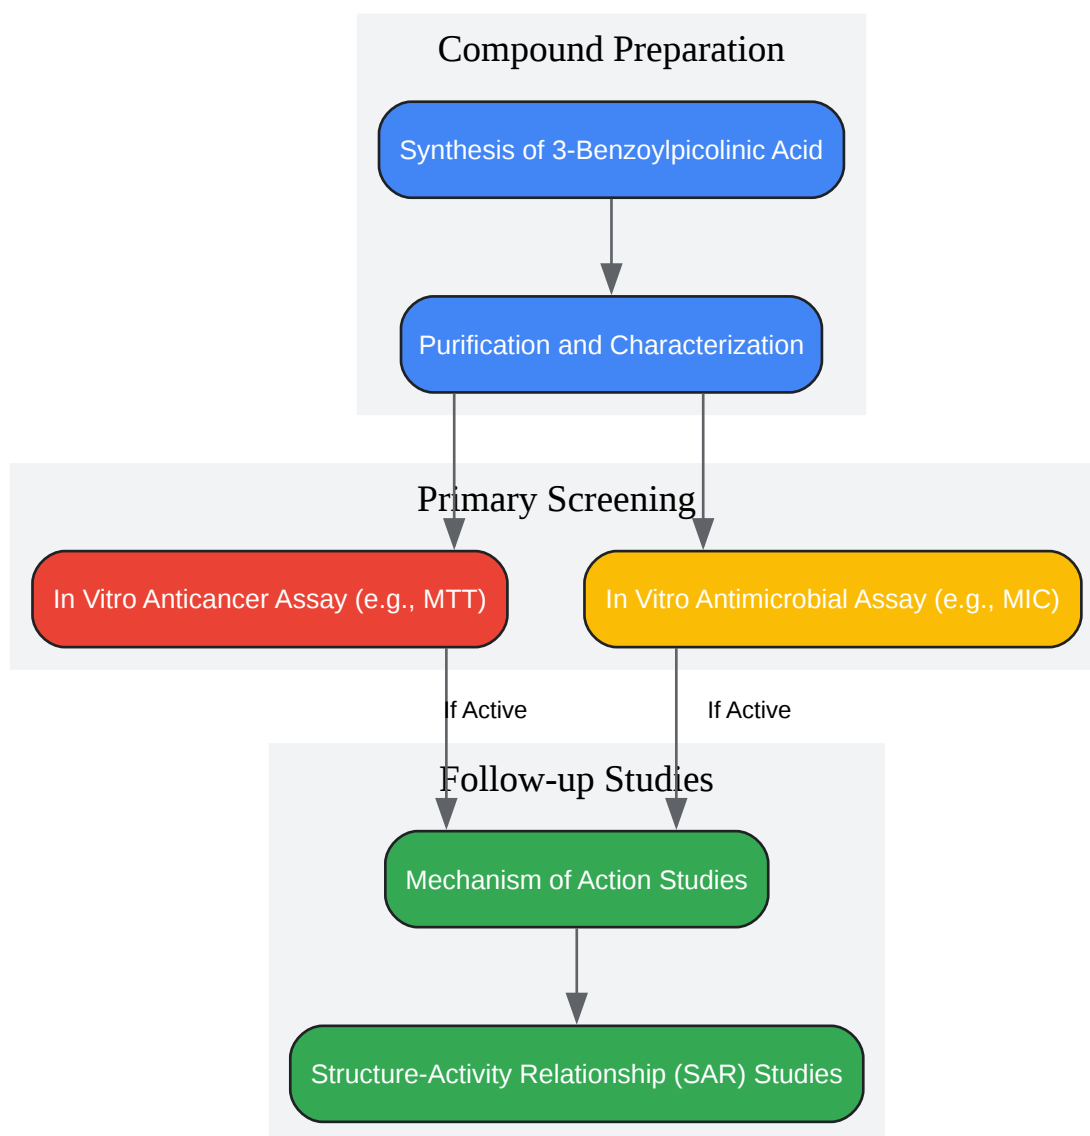 Compound Preparation
Synthesis of 3-Benzoylpicolinic Acid
Purification and Characterization
Primary Screening
In Vitro Anticancer Assay (e.g., MTT)
In Vitro Antimicrobial Assay (e.g., MIC)
If Active
If Active
Follow-up Studies
Mechanism of Action Studies
Structure-Activity Relationship (SAR) Studies